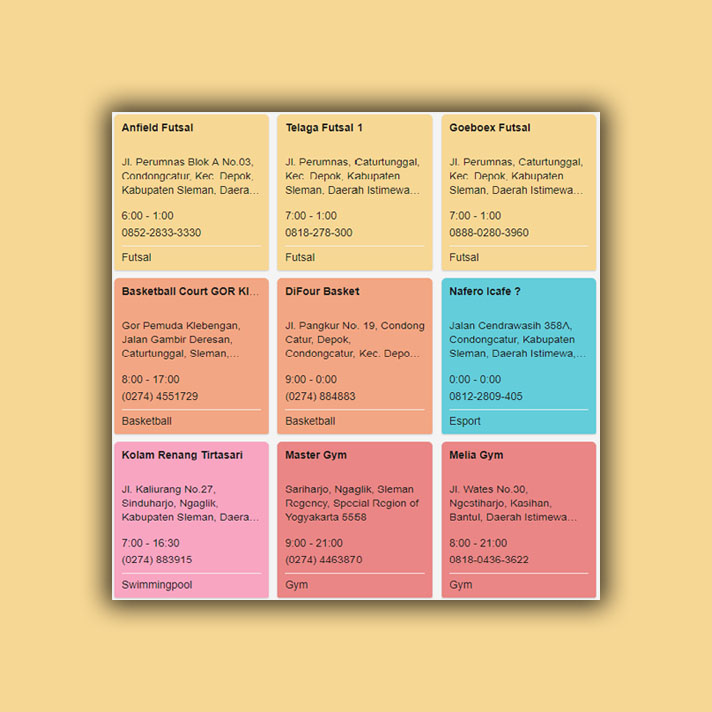 Anfield Futsal
Jl. Perumnas Blok A No.03,
Condongcatur, Kec. Depok,
Kabupaten Sleman, Daera...
6:00 - 1:00
0852-2833-3330
Futsal
Telaga Futsal 1
Jl. Perumnas, Caturtunggal,
Kec. Depok, Kabupaten
Sleman, Daerah Istimewa...
7:00 - 1:00
0818-278-300
Futsal
Goeboex Futsal
Jl. Perumnas, Caturtunggal,
Kec. Depok, Kabupaten
Sleman, Daerah Istimewa...
7:00 - 1:00
0888-0280-3960
Futsal
Basketball Court GOR Kl...
Gor Pemuda Klebengan,
Jalan Gambir Deresan,
Caturtunggal, Sleman,...
8:00 - 17:00
(0274) 4551729
Basketball
DiFour Basket
Jl. Pangkur No. 19, Condong
Catur, Depok,
Condongcatur, Kec. Depo...
9:00 - 0:00
(0274) 884883
Basketball
Nafero Icafe ?
Jalan Cendrawasih 358A,
Condongcatur, Kabupaten
Sleman, Daerah Istimewa,...
0:00 - 0:00
0812-2809-405
Esport
Kolam Renang Tirtasari
Jl. Kaliurang No.27,
Sinduharjo, Ngaglik,
Kabupaten Sleman, Daera...
7:00 - 16:30
(0274) 883915
Swimmingpool
Master Gym
Sariharjo, Ngaglik, Sleman
Regency, Special Region of
Yogyakarta 5558
9:00 - 21:00
(0274) 4463870
Gym
Melia Gym
Jl. Wates No.30,
Ngestiharjo, Kasihan,
Bantul, Daerah Istimewa...
8:00 - 21:00
0818-0436-3622
Gym